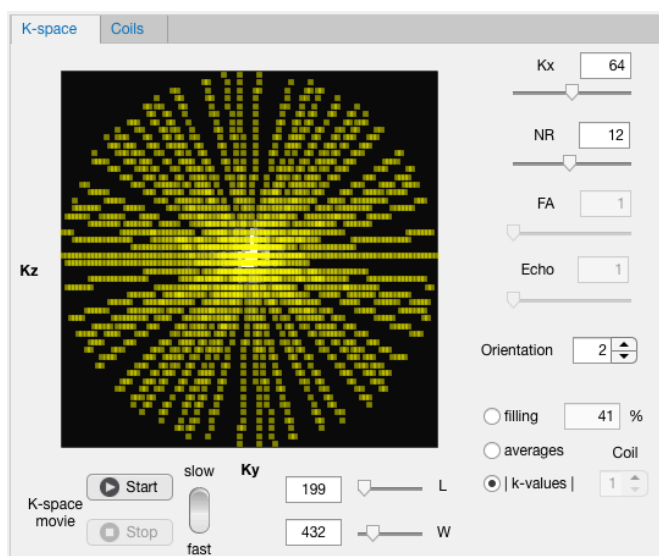 K-space Coils
Kx 64
NR 12
FA 1
Kz
Echo 1
Orientation 2
filling 41 %
averages Coil
| k-values | 1
slow Ky
Start 199 L
K-space
movie
Stop 432 W
fast